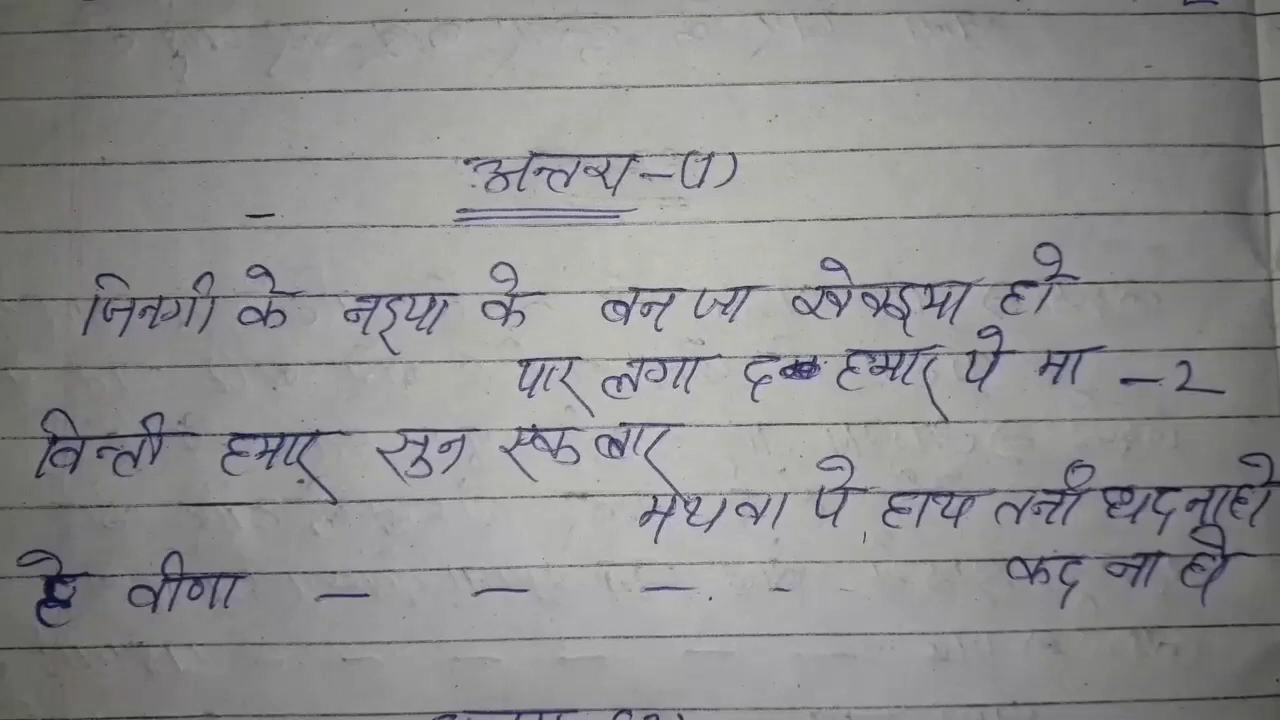 अन्तरा -(1)
जिनगी के नइया के बन जा खेवइया हो
पार लगा द हमार ऐ मा -2
विन्ती हमार सुन एक बार
मथवा पे हाथ तनी धद ना हो
हे वीणा - - - - कद ना हो